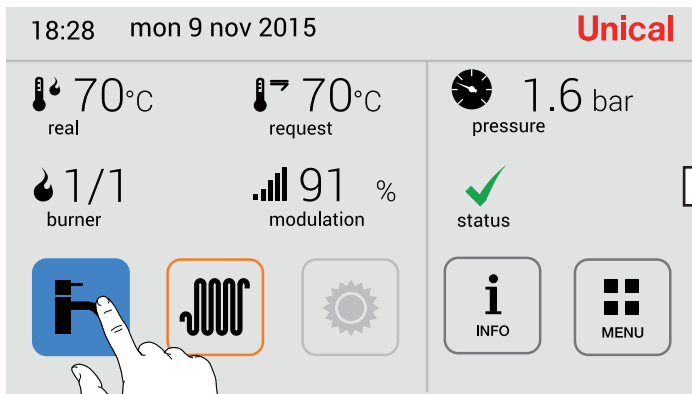 18:28 mon 9 nov 2015 Unical
70°C 70°C 1.6 bar
real request pressure
1/1 91 %
burner modulation status
i
INFO MENU